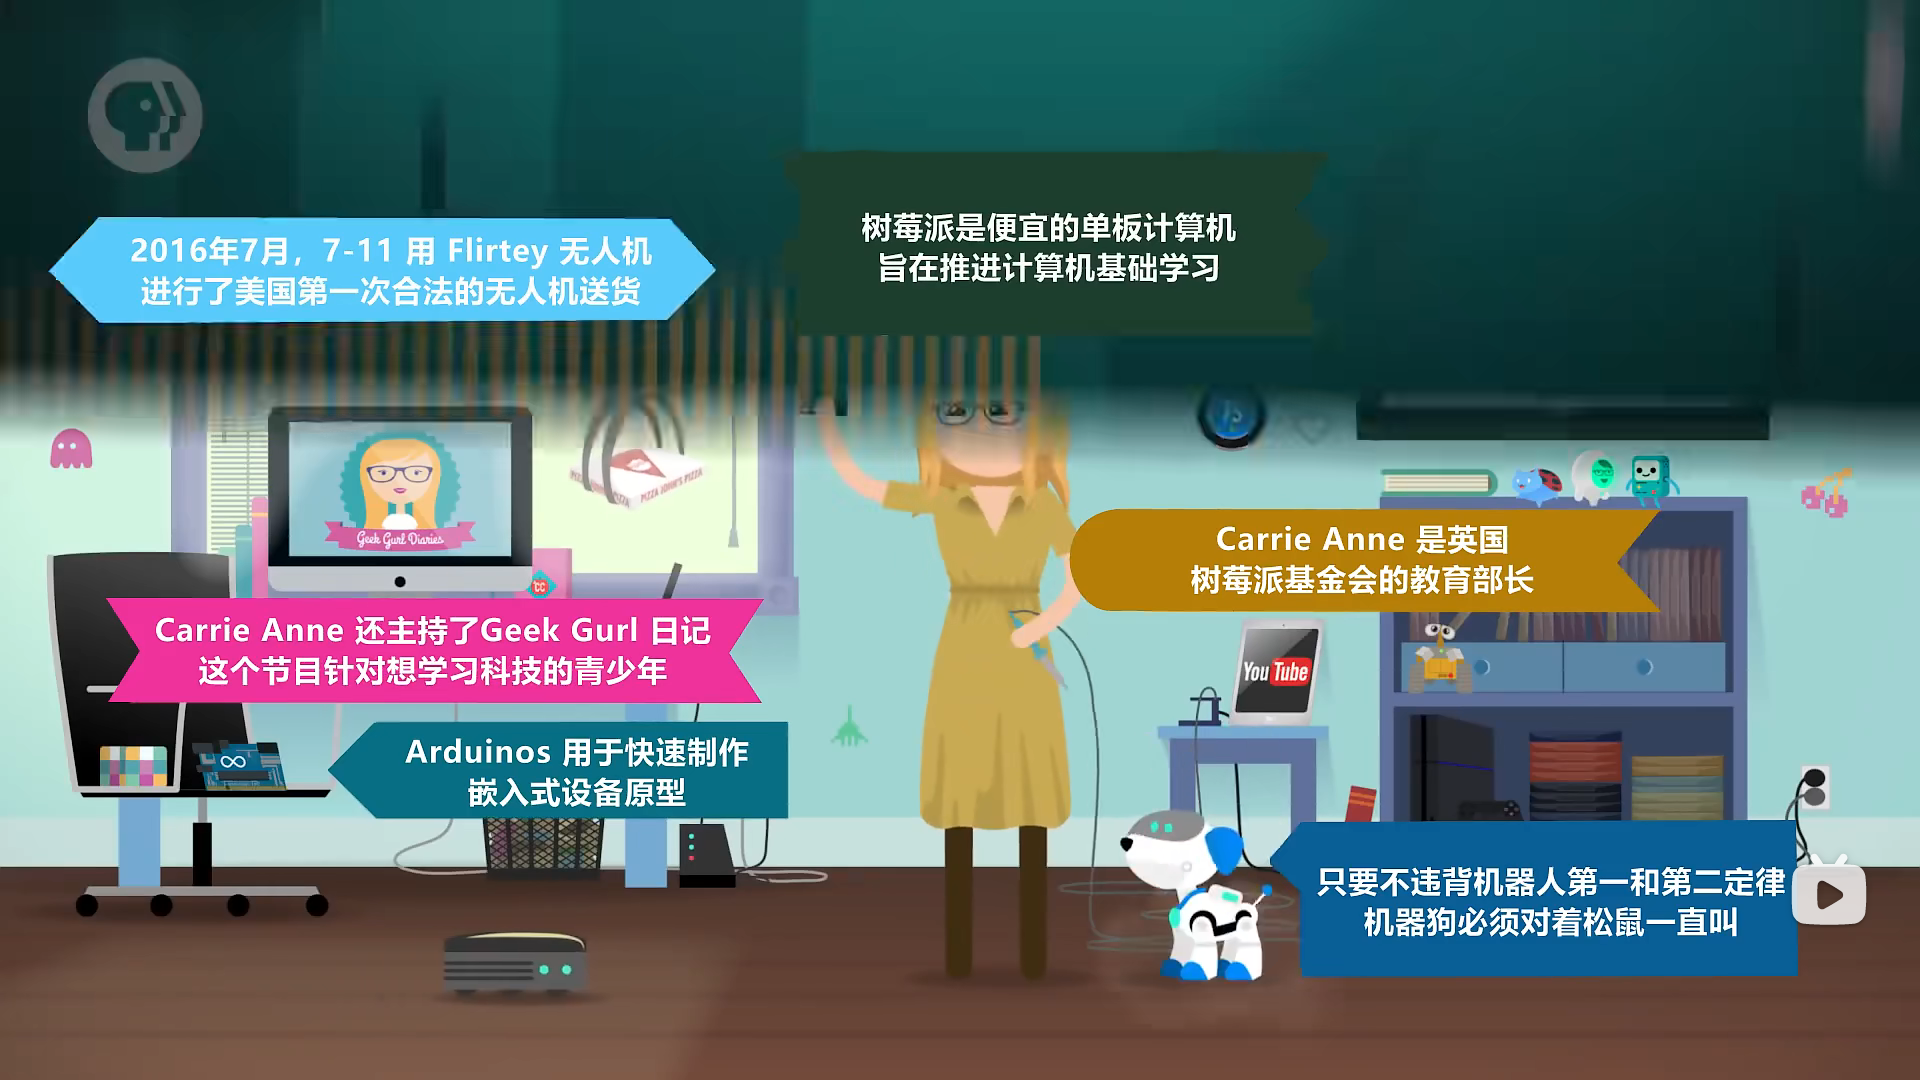 2016年7月，7-11 用 Flirtey 无人机
进行了美国第一次合法的无人机送货
树莓派是便宜的单板计算机
旨在推进计算机基础学习
Geek Gurl Diaries
PIZZA JOHN'S PIZZA
PIZZA
CC
Carrie Anne 是英国
树莓派基金会的教育部长
Carrie Anne 还主持了Geek Gurl 日记
这个节目针对想学习科技的青少年
You Tube
Arduinos 用于快速制作
嵌入式设备原型
只要不违背机器人第一和第二定律
机器狗必须对着松鼠一直叫